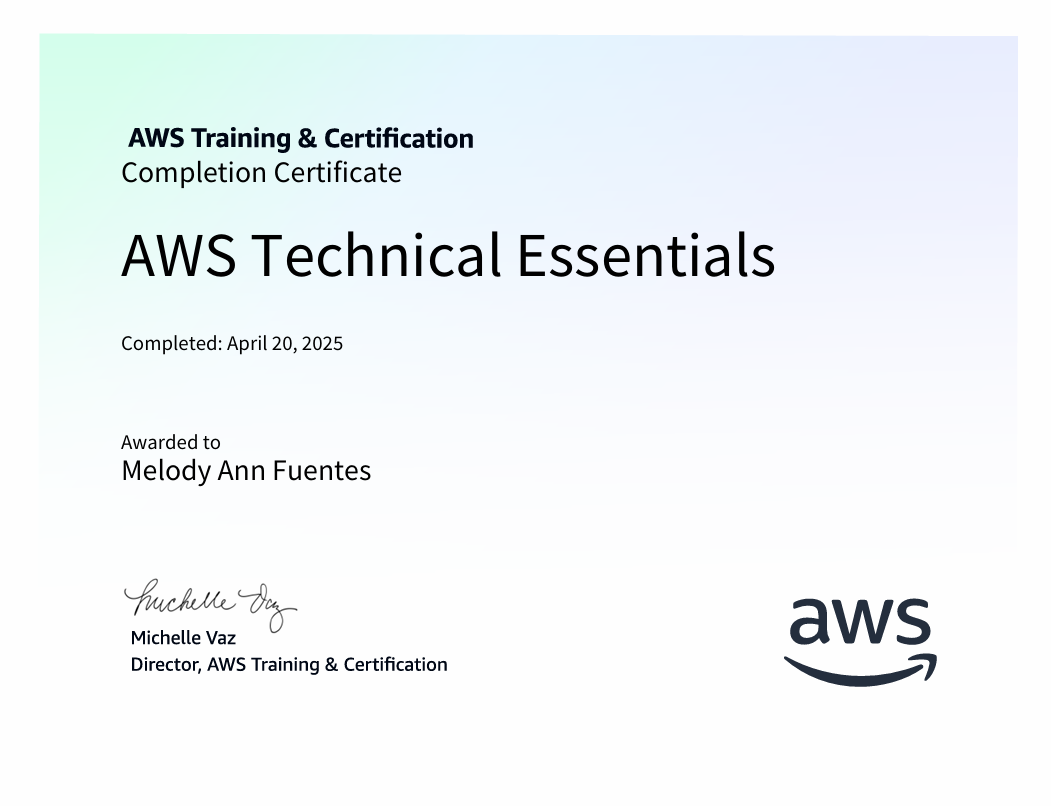 AWS Training & Certification
Completion Certificate
AWS Technical Essentials
Completed: April 20, 2025
Awarded to
Melody Ann Fuentes
Michelle Vaz
Michelle Vaz
Director, AWS Training & Certification
aws